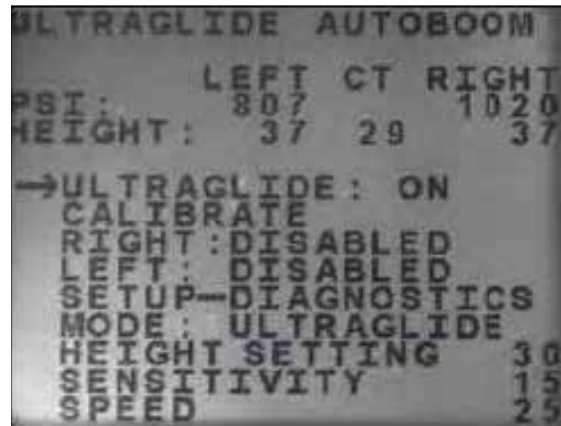 ULTRAGLIDE AUTOBOOM
LEFT CT RIGHT
PSI: 807 1020
HEIGHT: 37 29 37
→ULTRAGLIDE: ON
CALIBRATE
RIGHT:DISABLED
LEFT: DISABLED
SETUP-DIAGNOSTICS
MODE: ULTRAGLIDE
HEIGHT SETTING 30
SENSITIVITY 15
SPEED 25